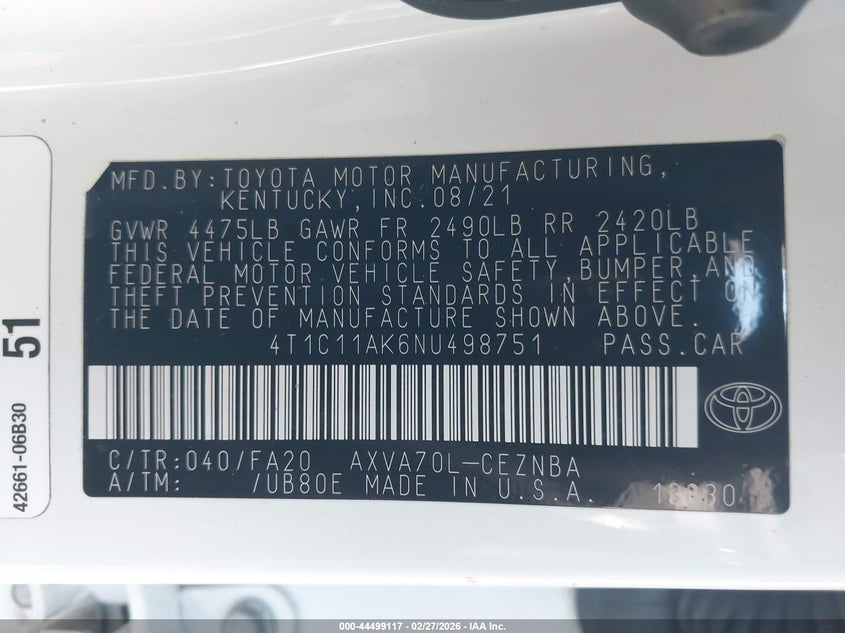 MFD.BY:TOYOTA MOTOR MANUFACTURING,
KENTUCKY, INC.08/21
GVWR 4475LB GAWR FR 2490LB RR 2420LB
THIS VEHICLE CONFORMS TO ALL APPLICABLE
FEDERAL MOTOR VEHICLE SAFETY,BUMPER,AND
THEFT PREVENTION STANDARDS IN EFFECT ON
THE DATE OF MANUFACTURE SHOWN ABOVE.
4T1C11AK6NU498751 PASS.CAR
C/TR:040/FA20 AXVA70L-CEZNBA
A/TM: /UB80E MADE IN U.S.A.
51
42661-06B30
000-44499117 - 02/27/2026 - IAA Inc.